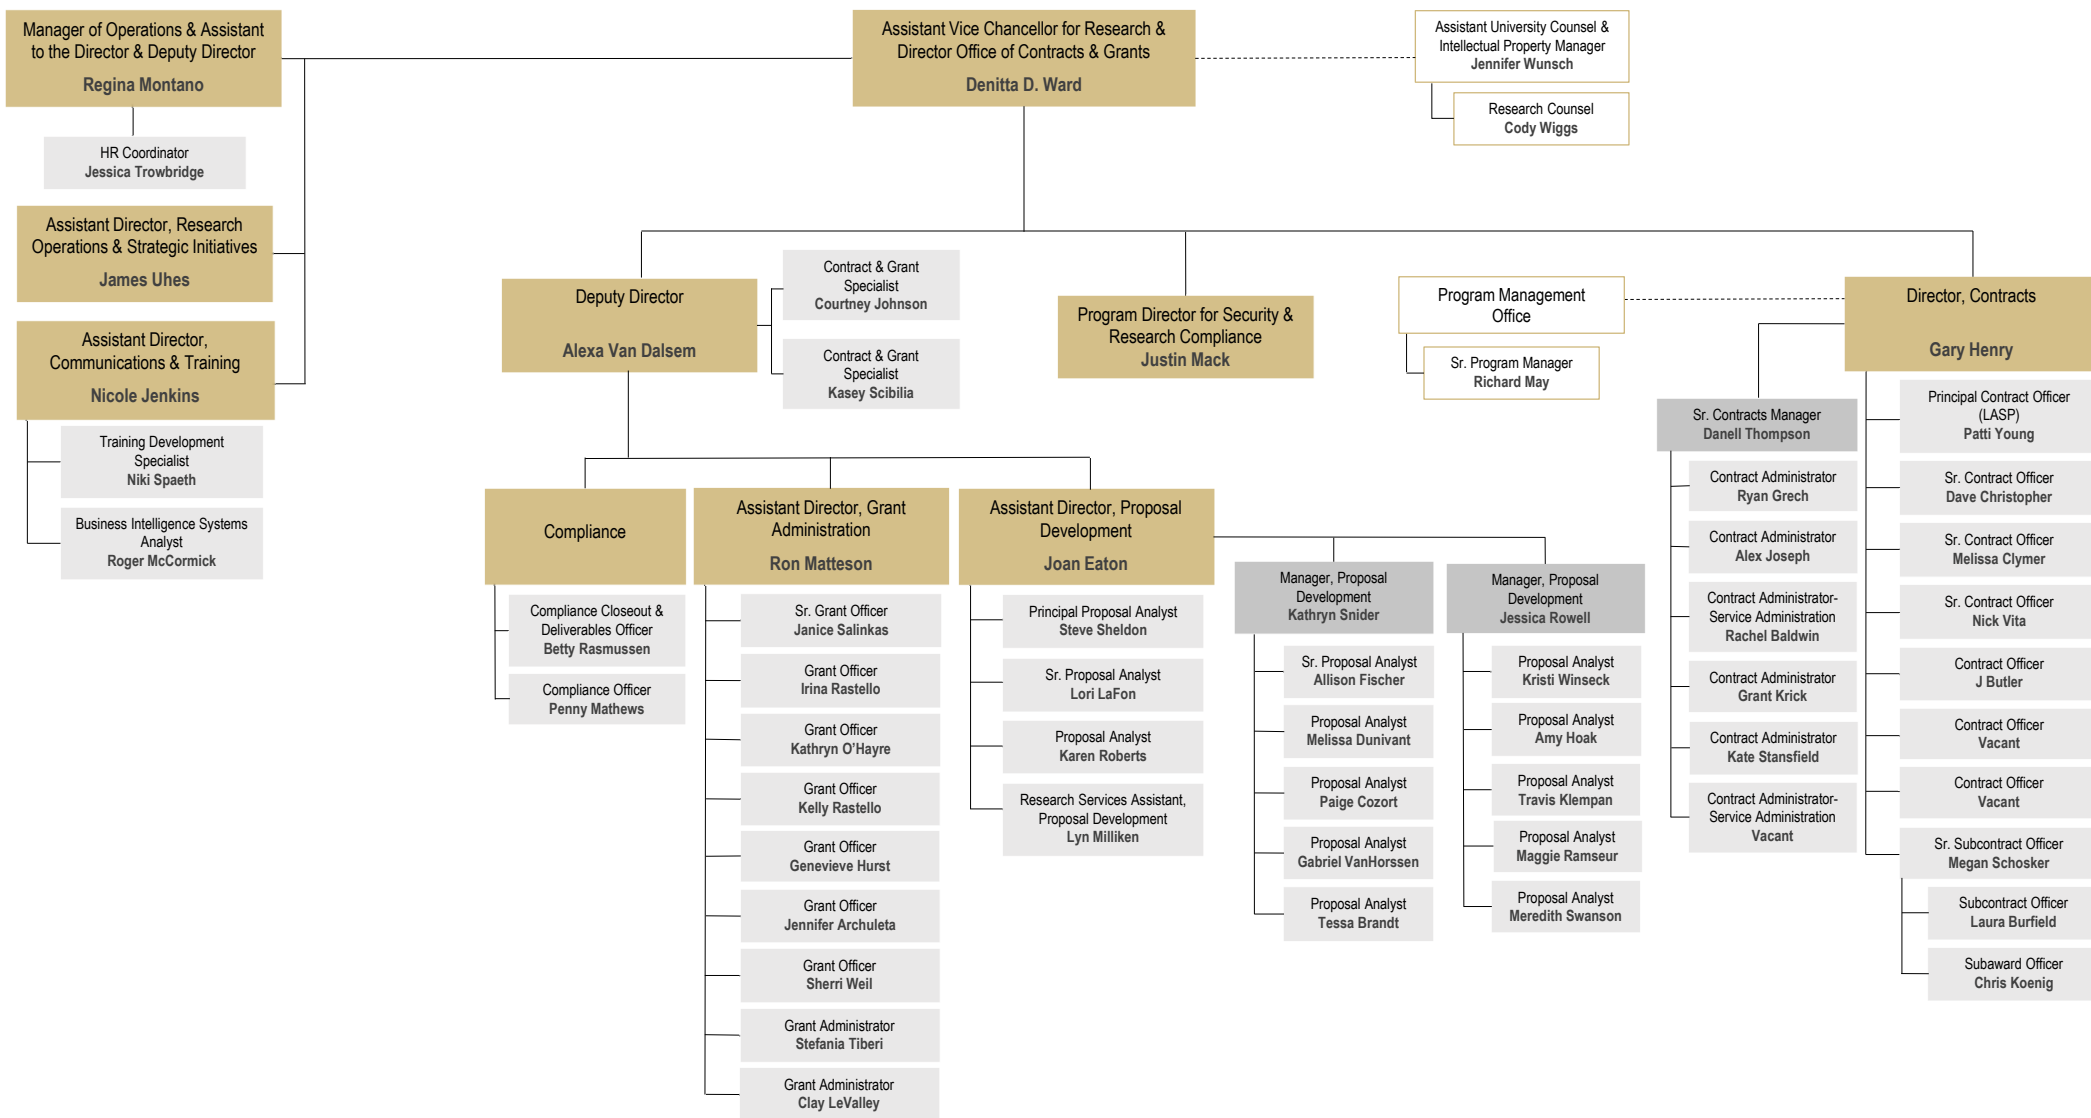 Manager of Operations & Assistant
to the Director & Deputy Director
Regina Montano
HR Coordinator
Jessica Trowbridge
Assistant Director, Research
Operations & Strategic Initiatives
James Uhes
Assistant Director,
Communications & Training
Nicole Jenkins
Training Development
Specialist
Niki Spaeth
Business Intelligence Systems
Analyst
Roger McCormick
Assistant Vice Chancellor for Research &
Director Office of Contracts & Grants
Denitta D. Ward
Assistant University Counsel &
Intellectual Property Manager
Jennifer Wunsch
Research Counsel
Cody Wiggs
Deputy Director
Alexa Van Dalsem
Contract & Grant
Specialist
Courtney Johnson
Contract & Grant
Specialist
Kasey Scibilia
Program Director for Security &
Research Compliance
Justin Mack
Program Management
Office
Sr. Program Manager
Richard May
Director, Contracts
Gary Henry
Compliance
Compliance Closeout &
Deliverables Officer
Betty Rasmussen
Compliance Officer
Penny Mathews
Assistant Director, Grant
Administration
Ron Matteson
Sr. Grant Officer
Janice Salinkas
Grant Officer
Irina Rastello
Grant Officer
Kathryn O’Hayre
Grant Officer
Kelly Rastello
Grant Officer
Genevieve Hurst
Grant Officer
Jennifer Archuleta
Grant Officer
Sherri Weil
Grant Administrator
Stefania Tiberi
Grant Administrator
Clay LeValley
Assistant Director, Proposal
Development
Joan Eaton
Principal Proposal Analyst
Steve Sheldon
Sr. Proposal Analyst
Lori LaFon
Proposal Analyst
Karen Roberts
Research Services Assistant,
Proposal Development
Lyn Milliken
Manager, Proposal
Development
Kathryn Snider
Sr. Proposal Analyst
Allison Fischer
Proposal Analyst
Melissa Dunivant
Proposal Analyst
Paige Cozort
Proposal Analyst
Gabriel VanHorssen
Proposal Analyst
Tessa Brandt
Manager, Proposal
Development
Jessica Rowell
Proposal Analyst
Kristi Winseck
Proposal Analyst
Amy Hoak
Proposal Analyst
Travis Klempan
Proposal Analyst
Maggie Ramseur
Proposal Analyst
Meredith Swanson
Sr. Contracts Manager
Danell Thompson
Contract Administrator
Ryan Grech
Contract Administrator
Alex Joseph
Contract Administrator-
Service Administration
Rachel Baldwin
Contract Administrator
Grant Krick
Contract Administrator
Kate Stansfield
Contract Administrator-
Service Administration
Vacant
Principal Contract Officer
(LASP)
Patti Young
Sr. Contract Officer
Dave Christopher
Sr. Contract Officer
Melissa Clymer
Sr. Contract Officer
Nick Vita
Contract Officer
J Butler
Contract Officer
Vacant
Contract Officer
Vacant
Sr. Subcontract Officer
Megan Schosker
Subcontract Officer
Laura Burfield
Subaward Officer
Chris Koenig